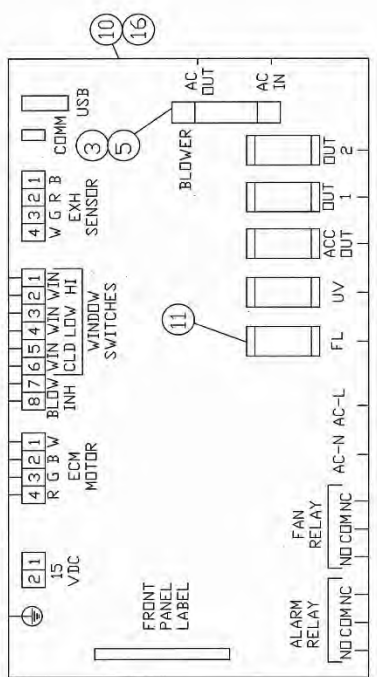 2 1
15
VDC
4 3 2 1
R G B W
ECM
MOTOR
8 7 6 5 4 3 2 1
BLOW WIN WIN WIN
INH CLD LOW HI
WINDOW
SWITCHES
4 3 2 1
W G R B
EXH
SENSOR
COMM
USB
10
16
3
5
BLOWER
AC
OUT
AC
IN
FRONT
PANEL
LABEL
11
ALARM
RELAY
NO COM NC
FAN
RELAY
NO COM NC
AC-N
AC-L
FL
UV
ACC
OUT
OUT
1
OUT
2